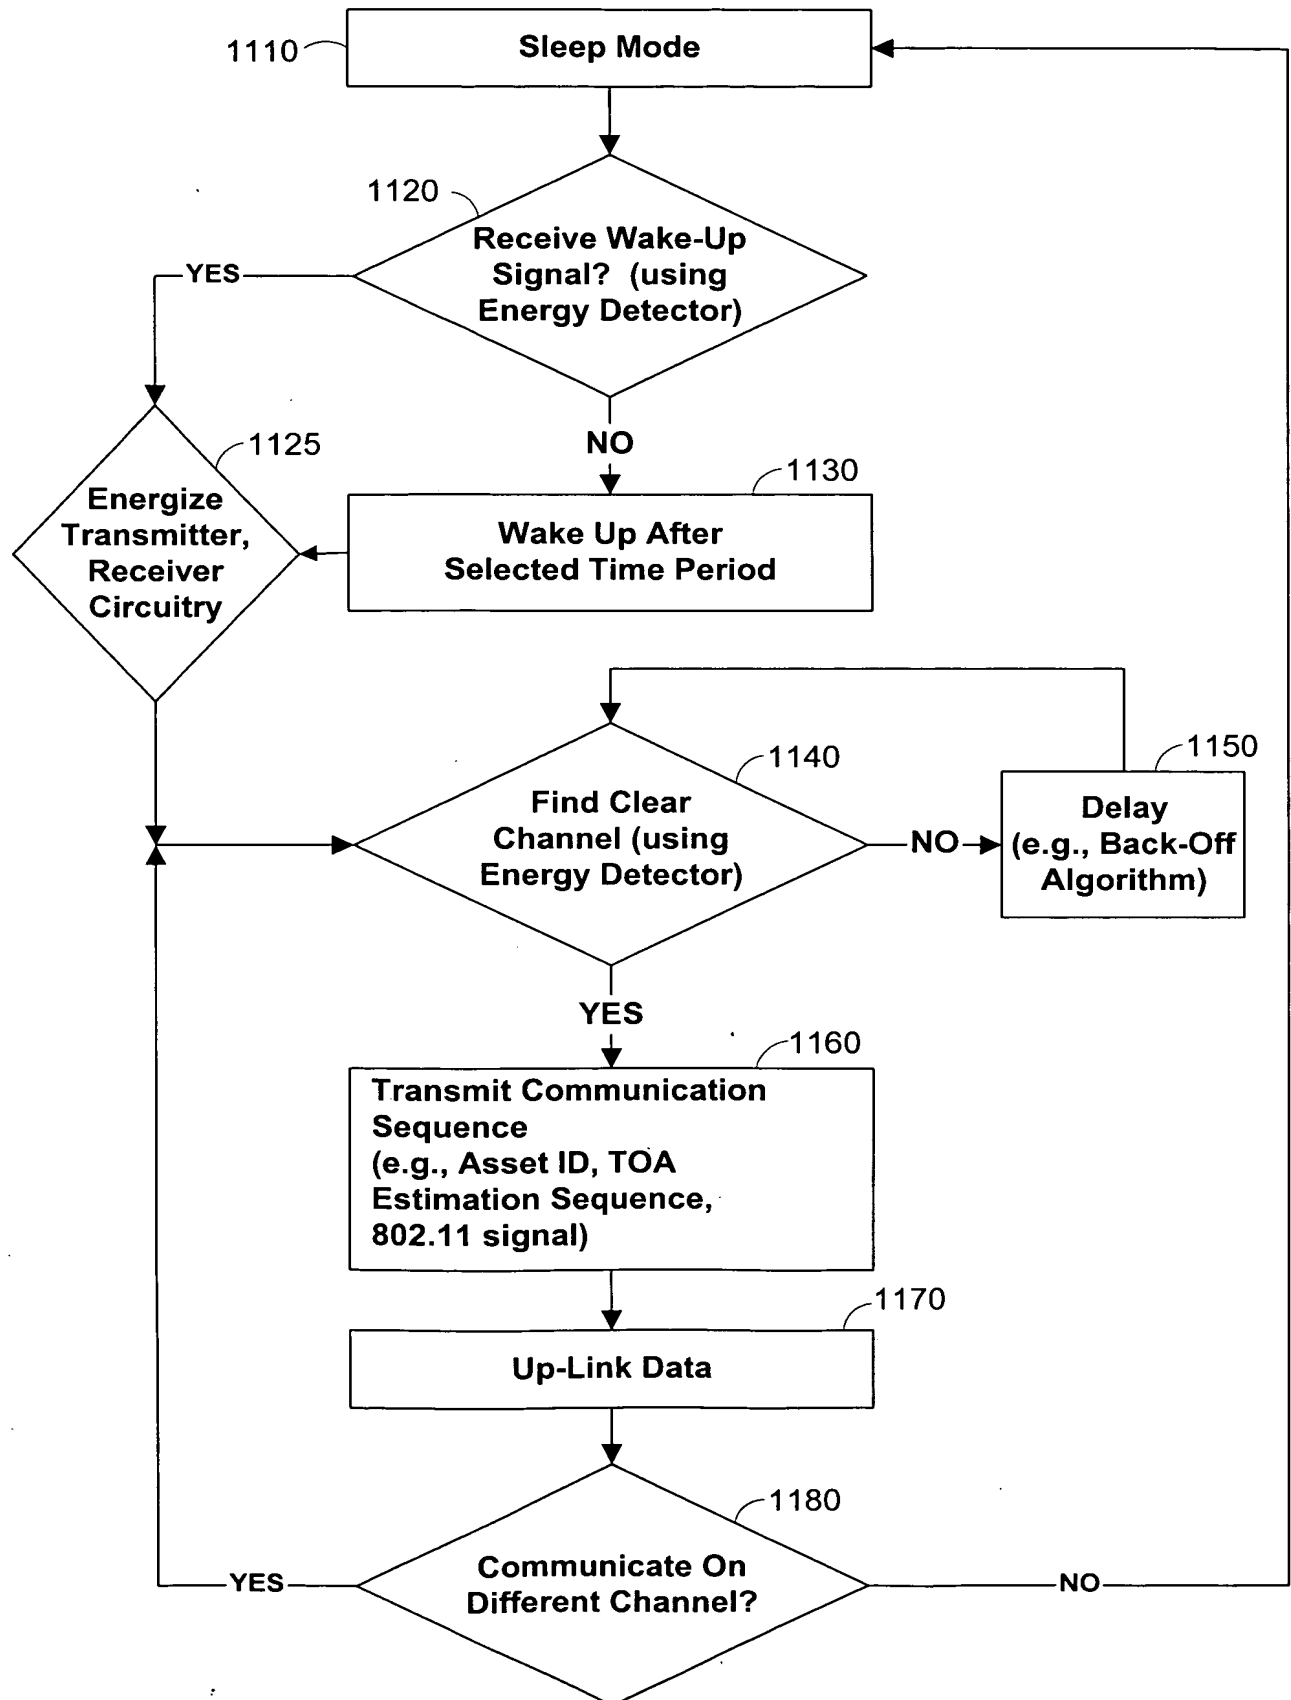 1110
Sleep Mode
1120
Receive Wake-Up
Signal? (using
Energy Detector)
YES
NO
1125
Energize
Transmitter,
Receiver
Circuitry
1130
Wake Up After
Selected Time Period
1140
Find Clear
Channel (using
Energy Detector)
NO
1150
Delay
(e.g., Back-Off
Algorithm)
YES
1160
Transmit Communication
Sequence
(e.g., Asset ID, TOA
Estimation Sequence,
802.11 signal)
1170
Up-Link Data
1180
Communicate On
Different Channel?
YES
NO